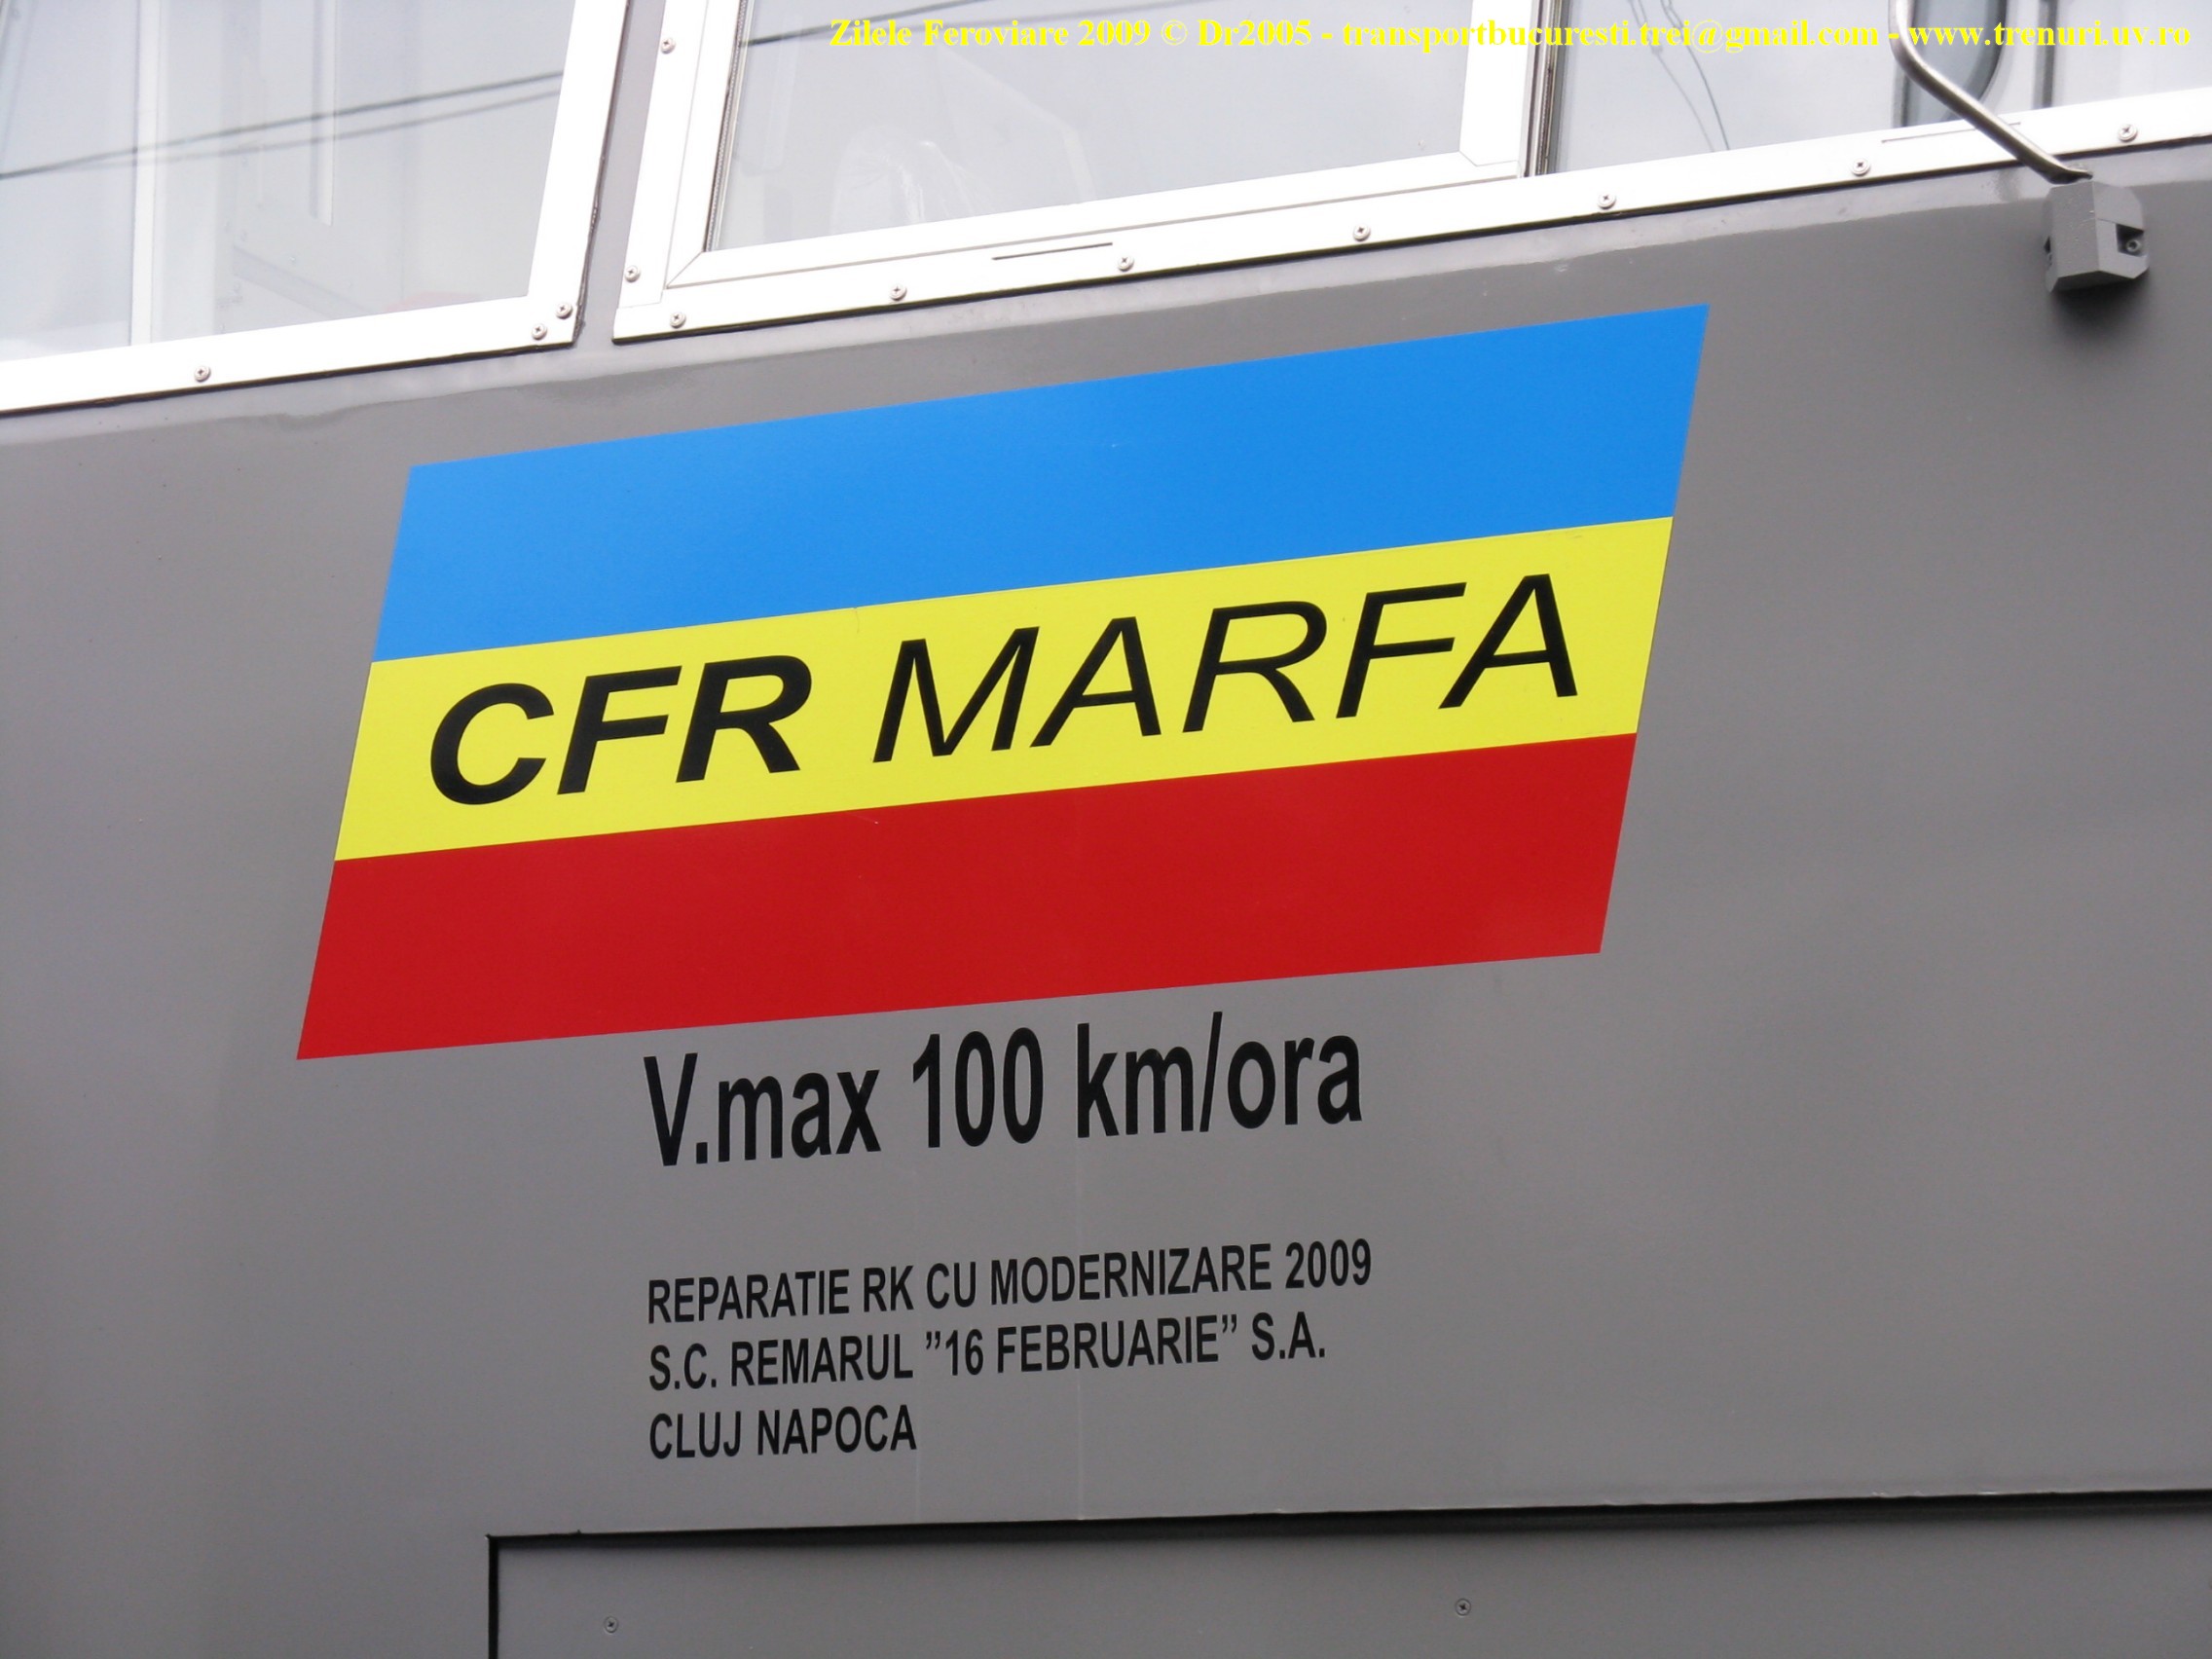 Zilele Feroviare 2009 © Dr2005 - transportbucuresti.trei@gmail.com - www.trenuri.uv.ro
CFR MARFA
V.max 100 km/ora
REPARATIE RK CU MODERNIZARE 2009
S.C. REMARUL ”16 FEBRUARIE” S.A.
CLUJ NAPOCA